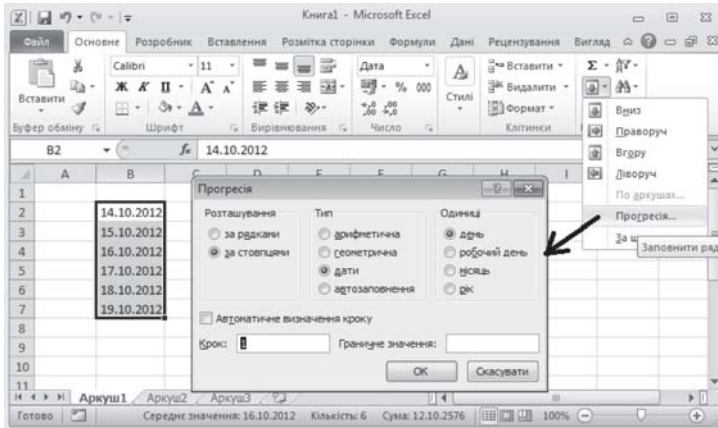 Книга1 - Microsoft Excel
Файл Основне Розробник Вставлення Розмітка сторінки Формули Дані Рецензування Вигляд
Calibri 11 Дата
Вставити
Ж К П
% 000
Стилі
Вставити
Видалити
Формат
Буфер обміну Шрифт Вирівнювання Число Клітинки
B2 fx 14.10.2012
A B C D E F G H I
1
2 14.10.2012
3 15.10.2012
4 16.10.2012
5 17.10.2012
6 18.10.2012
7 19.10.2012
8
9
10
11
Вниз
Праворуч
Вгору
Ліворуч
По аркушах...
Прогресія...
За ш
Заповнити ряд
Прогресія
Розташування Тип Одиниці
за рядками арифметична день
за стовпцями геометрична робочий день
дати місяць
автозаповнення рік
Автоматичне визначення кроку
Крок: 1 Граничне значення:
ОК Скасувати
Аркуш1 Аркуш2 Аркуш3
Готово Середнє значення: 16.10.2012 Кількість: 6 Сума: 12.10.2576 100%